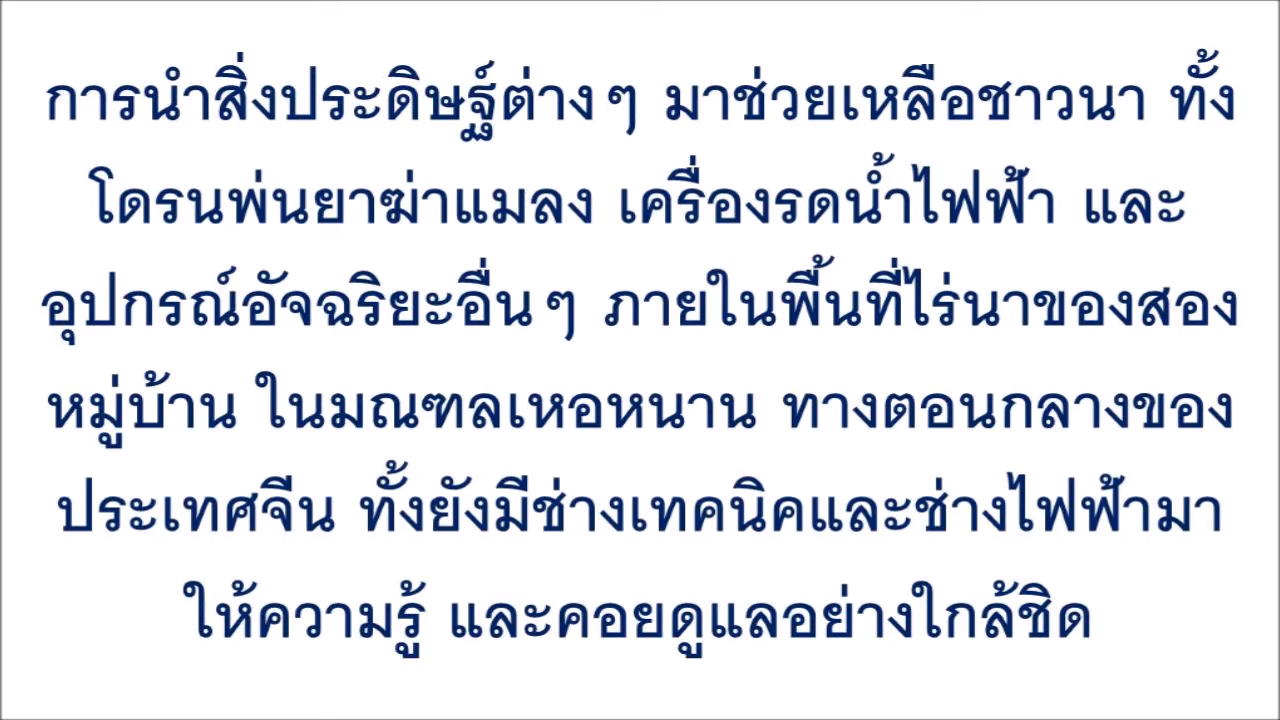 การนำสิ่งประดิษฐ์ต่างๆ มาช่วยเหลือชาวนา ทั้ง
โดรนพ่นยาฆ่าแมลง เครื่องรดน้ำไฟฟ้า และ
อุปกรณ์อัจฉริยะอื่นๆ ภายในพื้นที่ไร่นาของสอง
หมู่บ้าน ในมณฑลเหอหนาน ทางตอนกลางของ
ประเทศจีน ทั้งยังมีช่างเทคนิคและช่างไฟฟ้ามา
ให้ความรู้ และคอยดูแลอย่างใกล้ชิด